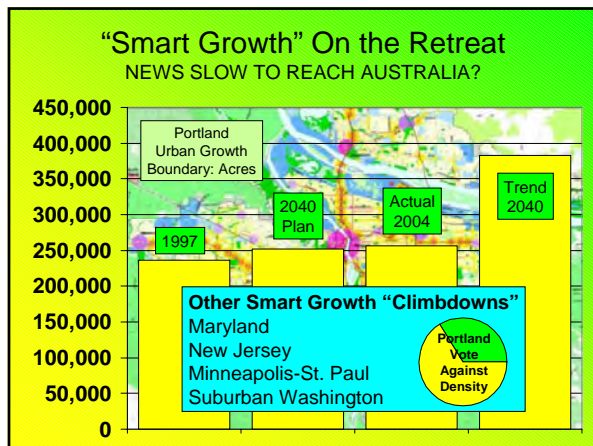 “Smart Growth” On the Retreat
NEWS SLOW TO REACH AUSTRALIA?
450,000
400,000
350,000
300,000
250,000
200,000
150,000
100,000
50,000
0
Portland
Urban Growth
Boundary: Acres
1997
2040
Plan
Actual
2004
Trend
2040
Other Smart Growth “Climbdowns”
Maryland
New Jersey
Minneapolis-St. Paul
Suburban Washington
Portland
Vote
Against
Density